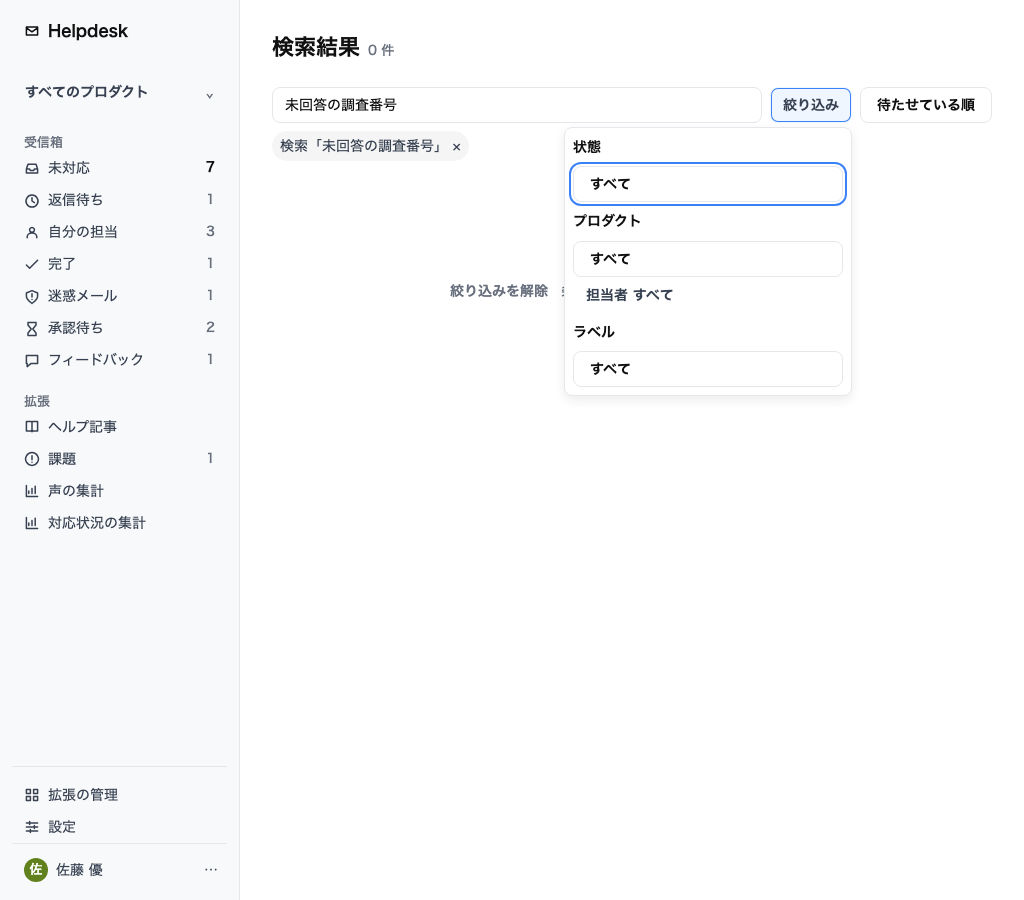 Helpdesk
すべてのプロダクト
受信箱
未対応 7
返信待ち 1
自分の担当 3
完了 1
迷惑メール 1
承認待ち 2
フィードバック 1
拡張
ヘルプ記事
課題 1
声の集計
対応状況の集計
拡張の管理
設定
佐 佐藤 優 …
検索結果 0 件
未回答の調査番号 絞り込み 待たせている順
検索「未回答の調査番号」 ×
絞り込みを解除
状態
すべて
プロダクト
すべて
担当者 すべて
ラベル
すべて